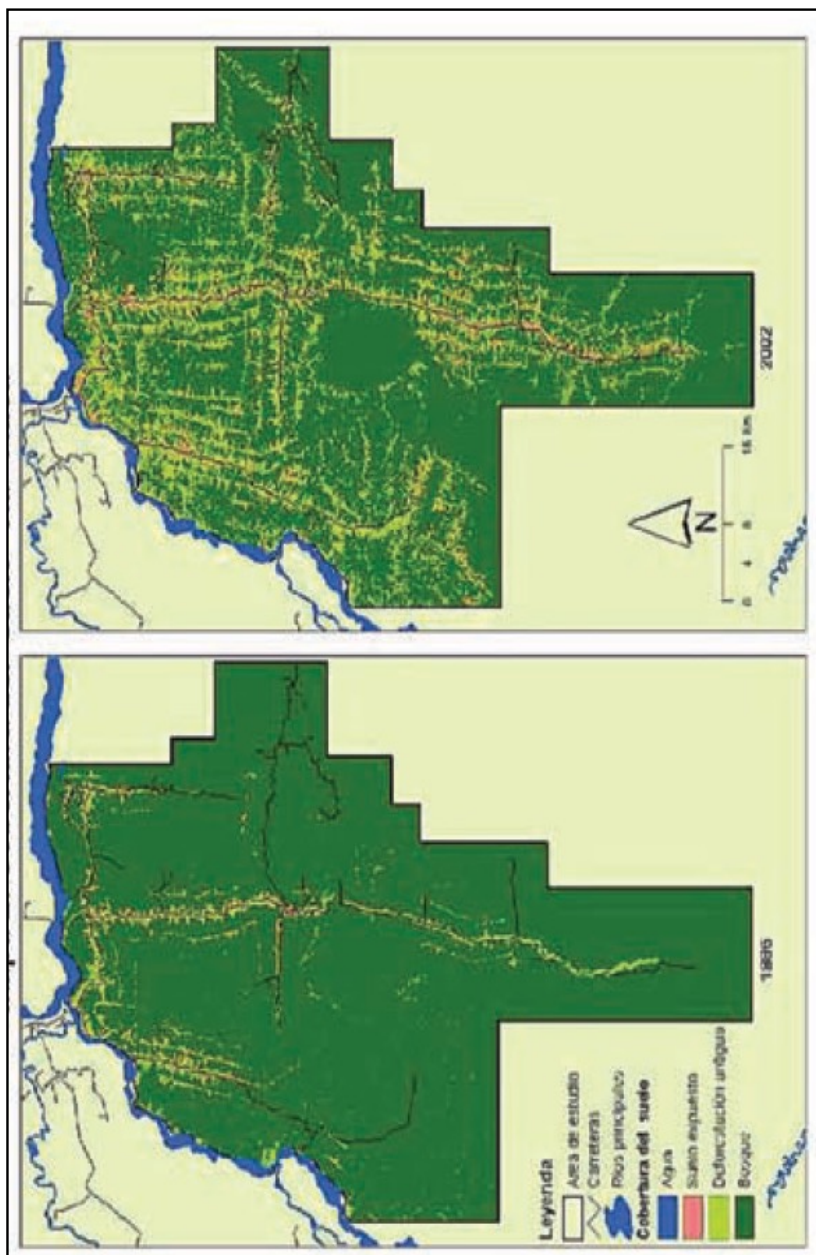 Leyenda
Área de estudio
Carreteras
Ríos principales
Cobertura del suelo
Agua
Suelo expuesto
Deforestación antigua
Bosque
1986
N
0 4 8 16 Km
2002